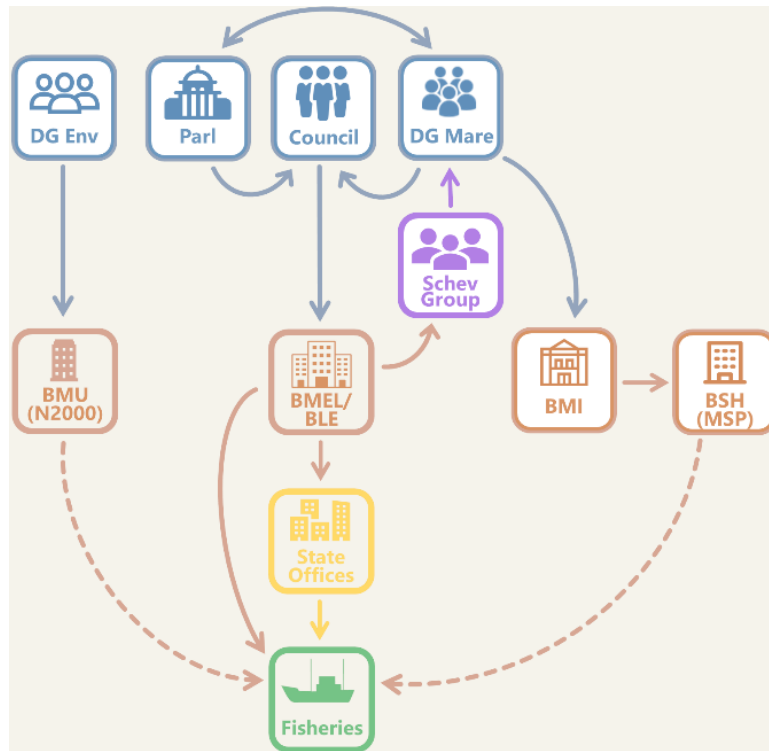 DG Env
Parl
Council
DG Mare
Schev
Group
BMU
(N2000)
BMEL/
BLE
BMI
BSH
(MSP)
State
Offices
Fisheries